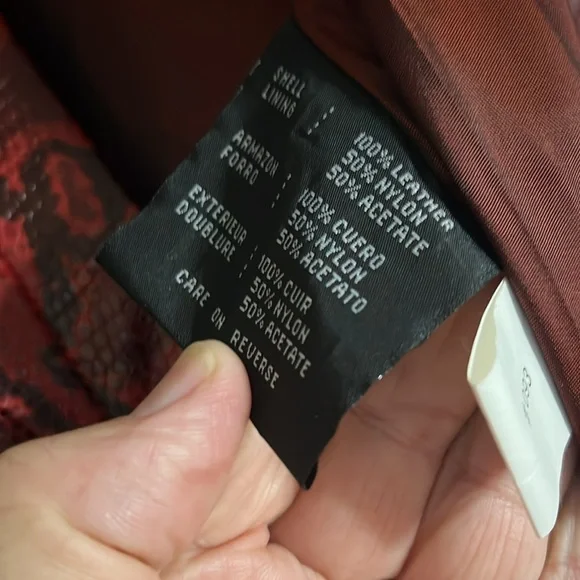 SHELL : 100% LEATHER
LINING : 50% NYLON
50% ACETATE
ARMAZON : 100% CUERO
FORRO : 50% NYLON
50% ACETATO
EXTERIEUR : 100% CUIR
DOUBLURE : 50% NYLON
50% ACETATE
CARE ON REVERSE